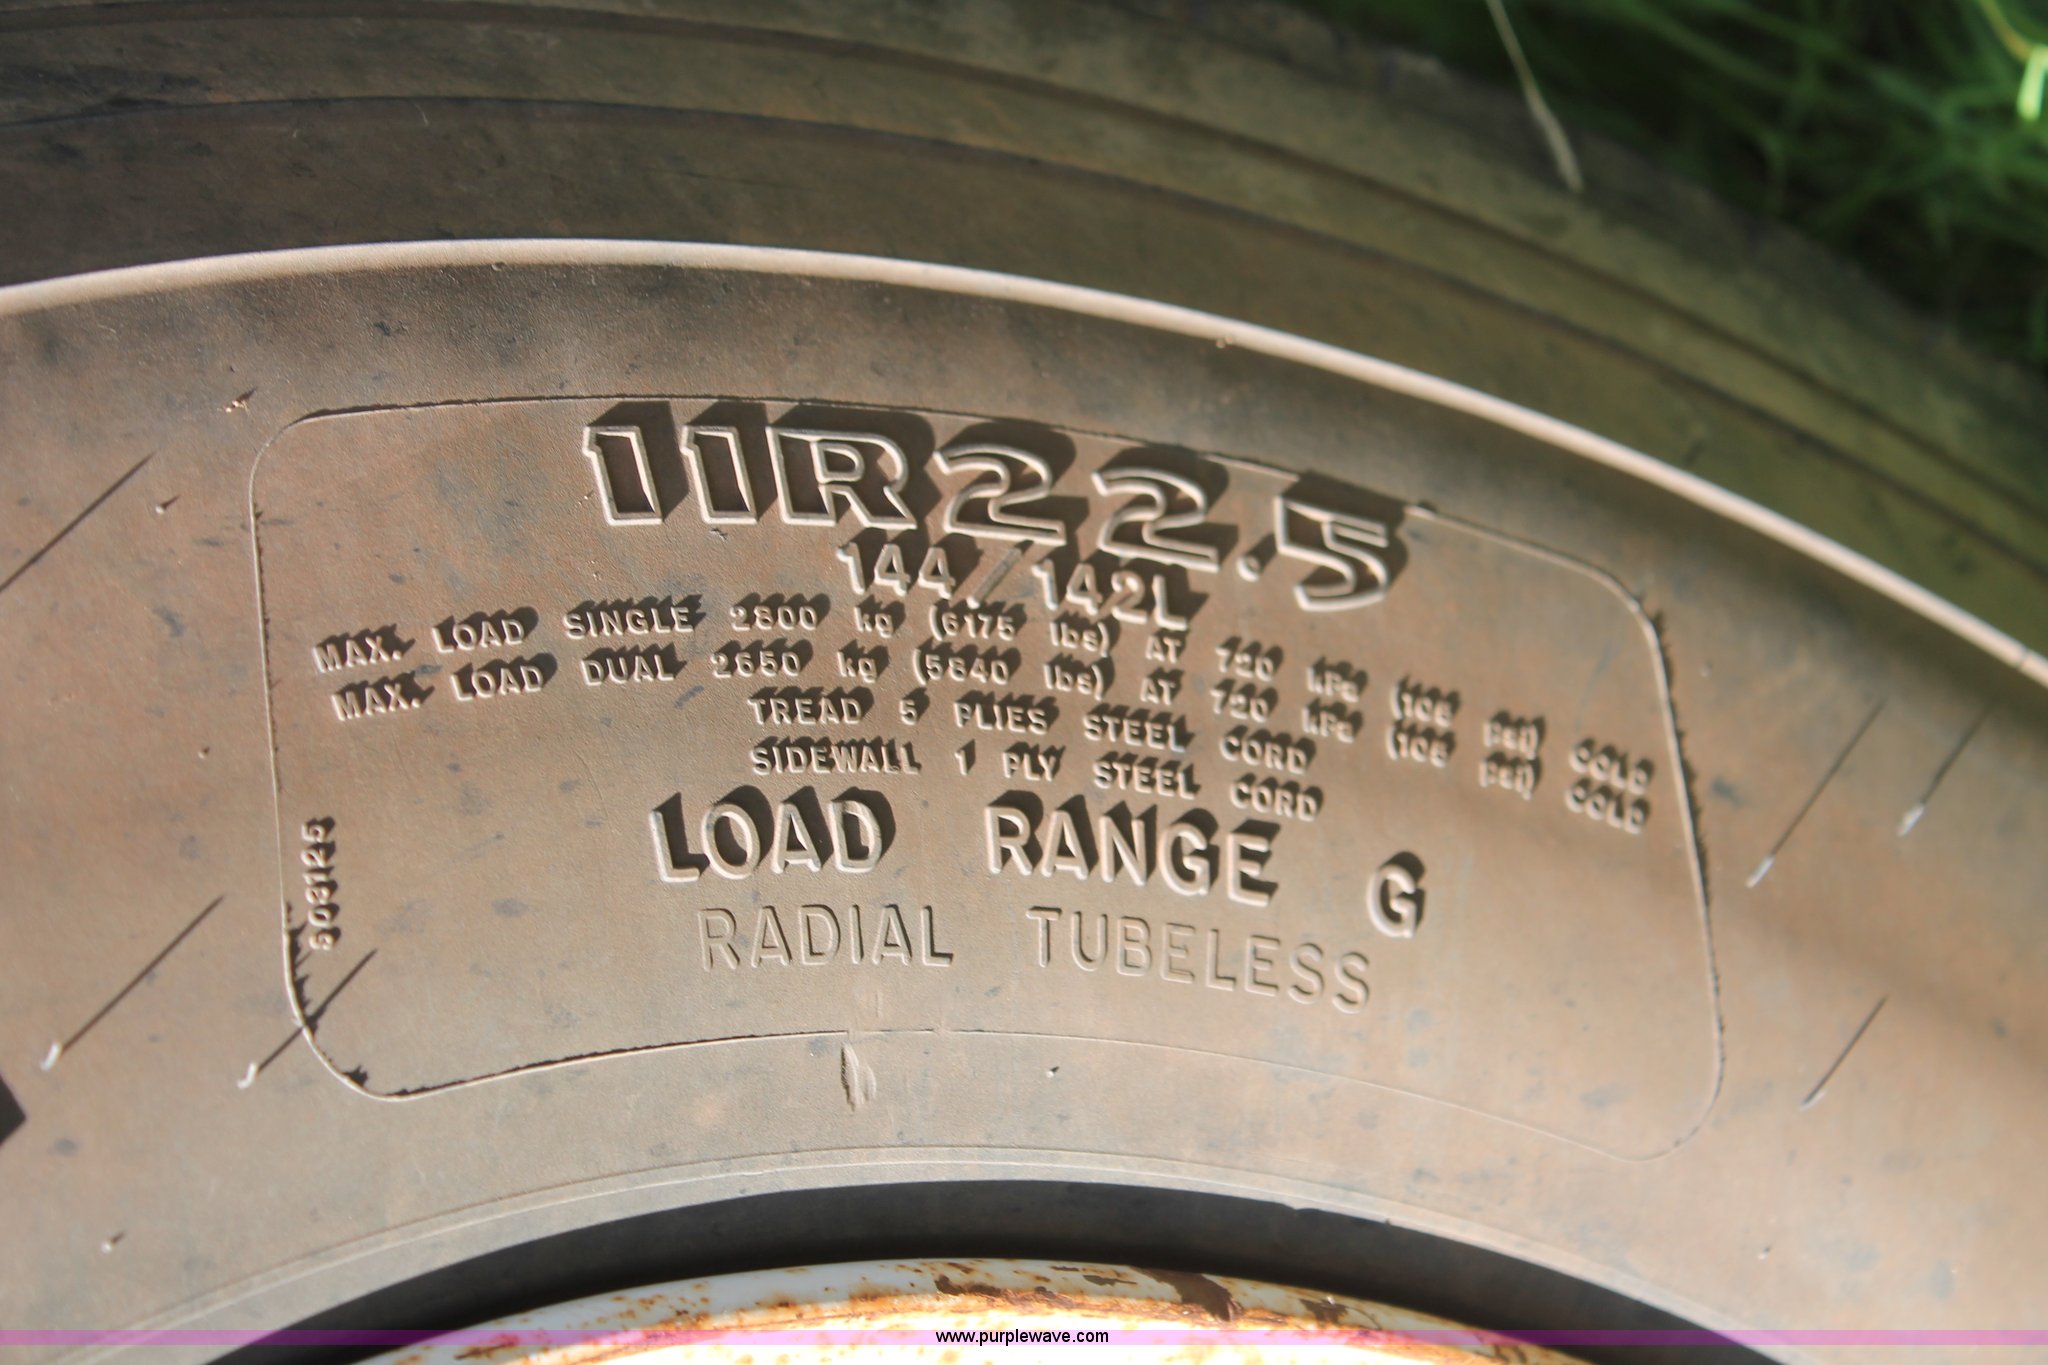 11R22.5
144/142L
MAX. LOAD SINGLE 2800 kg (6175 lbs) AT 720 kPa (105 psi) COLD
MAX. LOAD DUAL 2650 kg (5840 lbs) AT 720 kPa (105 psi) COLD
TREAD 5 PLIES STEEL CORD
SIDEWALL 1 PLY STEEL CORD
LOAD RANGE G
RADIAL TUBELESS
www.purplewave.com